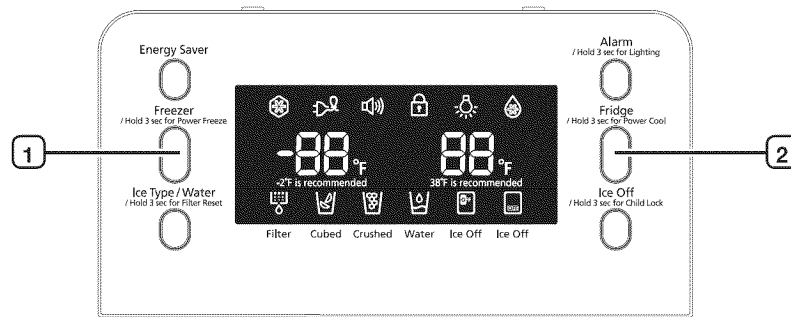 Energy Saver
Alarm
/ Hold 3 sec for Lighting
Freezer
/ Hold 3 sec for Power Freeze
Fridge
/ Hold 3 sec for Power Cool
1
-88°F
88°F
2
-2°F is recommended
38°F is recommended
Ice Type / Water
/ Hold 3 sec for Filter Reset
Ice Off
/ Hold 3 sec for Child Lock
OFF
Filter
Cubed
Crushed
Water
Ice Off
Ice Off